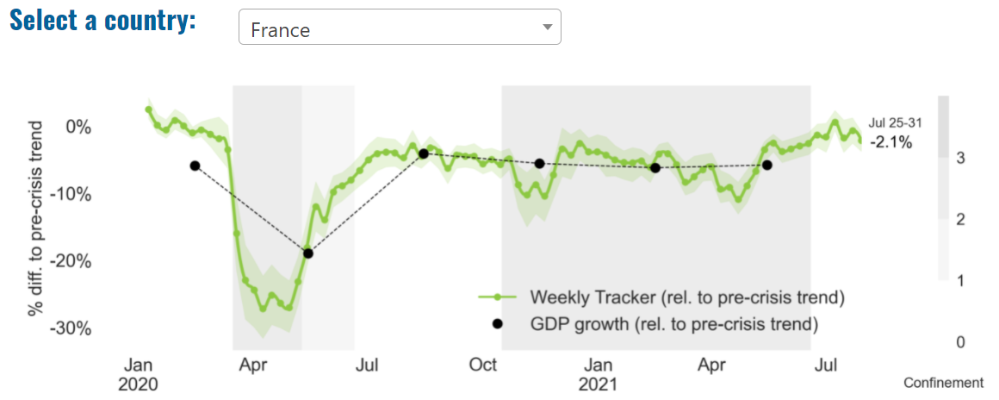 Select a country:
France
% diff. to pre-crisis trend
0%
-10%
-20%
-30%
Jul 25-31
-2.1%
3
2
1
0
Confinement
Weekly Tracker (rel. to pre-crisis trend)
GDP growth (rel. to pre-crisis trend)
Jan Apr Jul Oct Jan Apr Jul
2020 2021